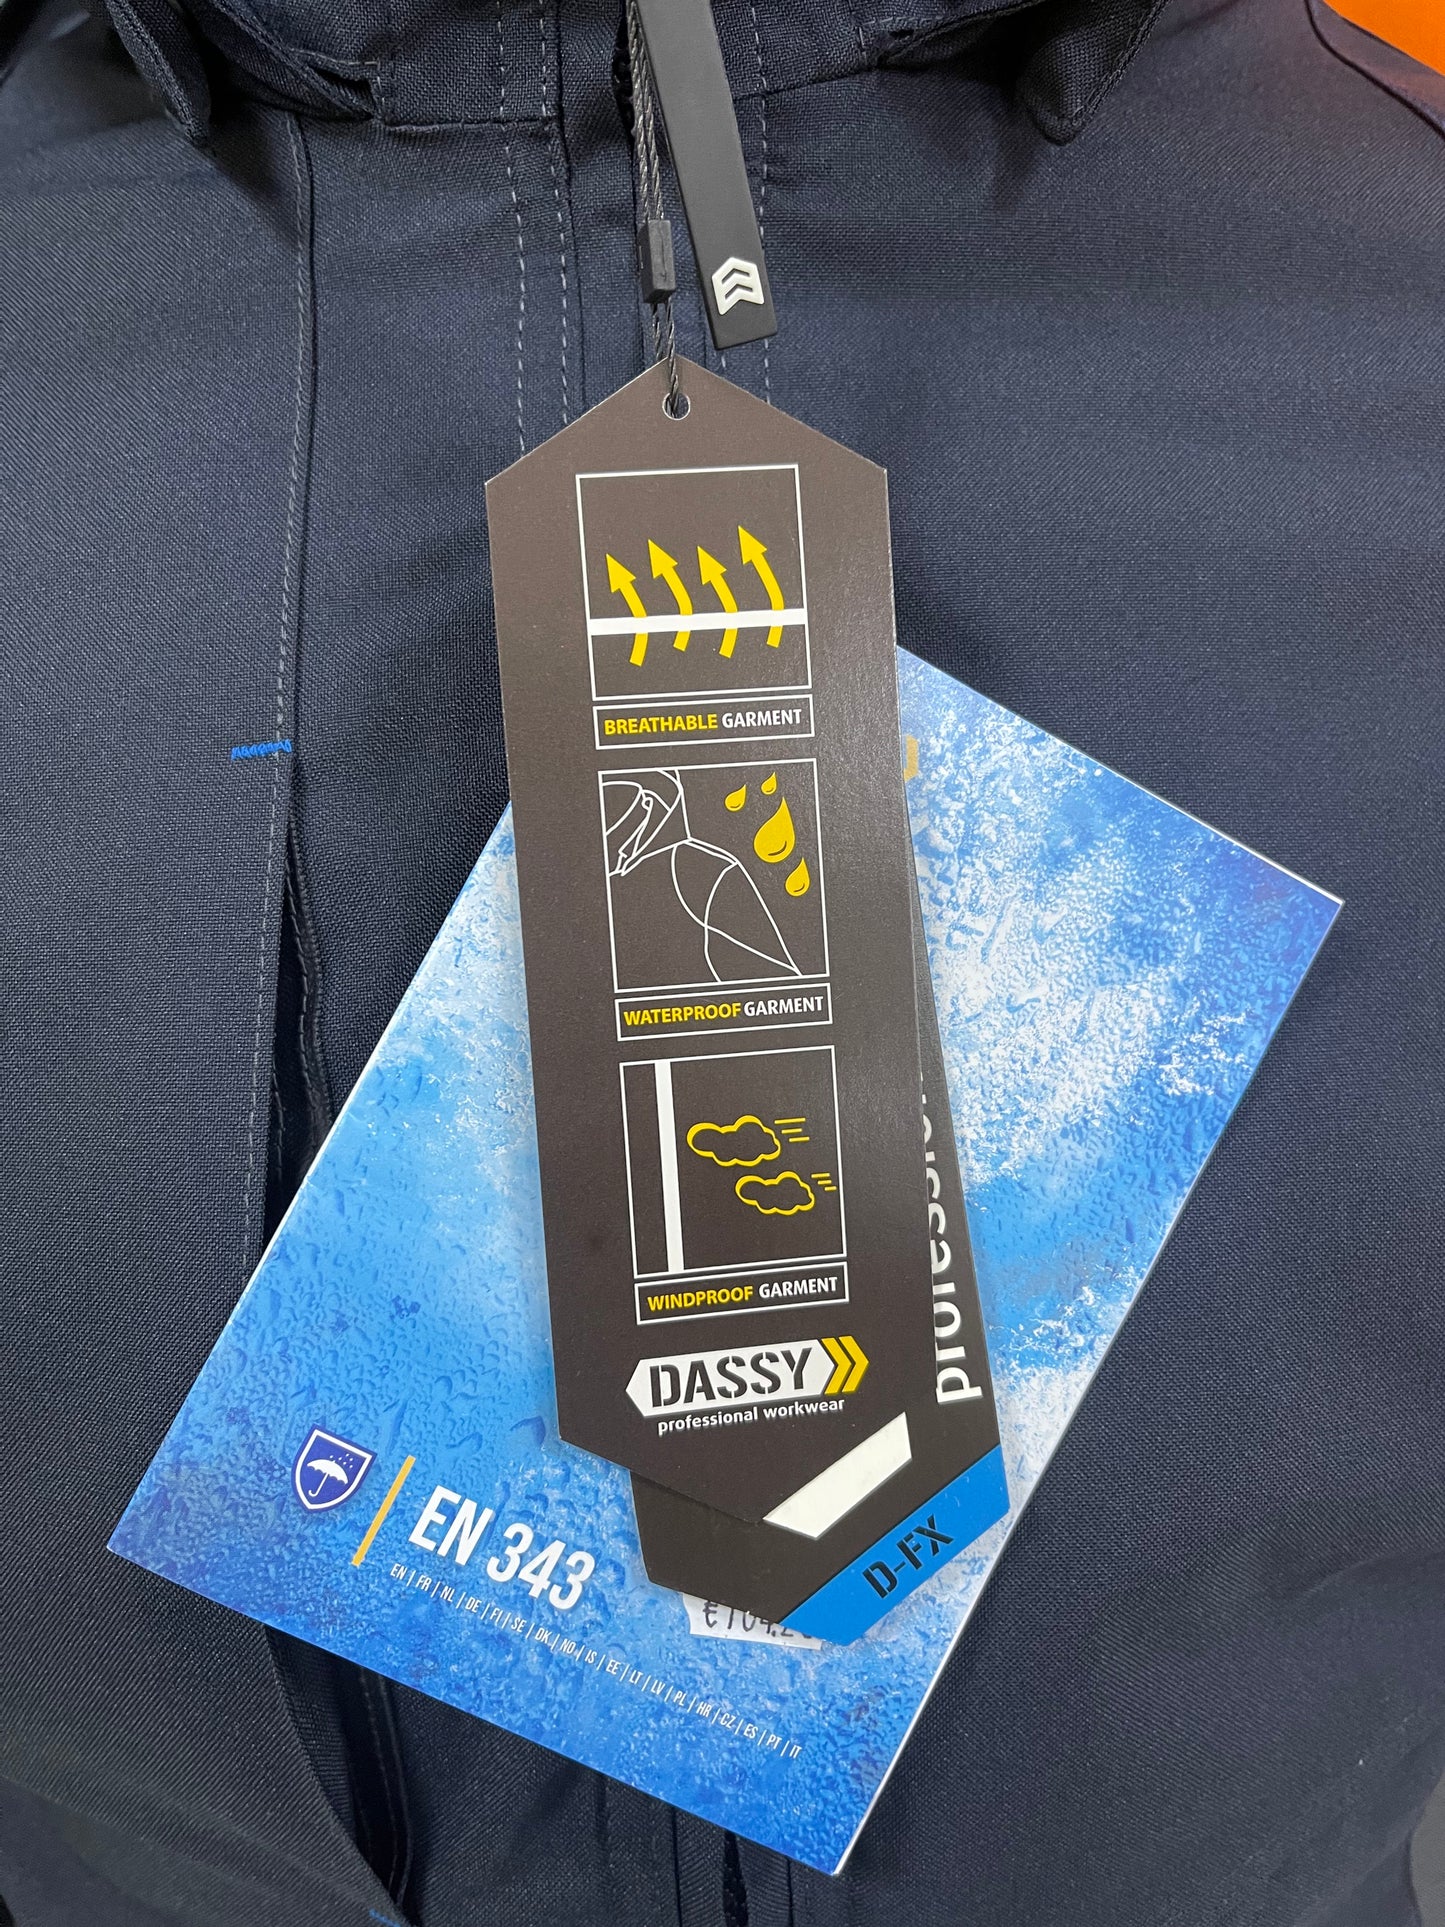 BREATHABLE GARMENT
WATERPROOF GARMENT
WINDPROOF GARMENT
DASSY
professional workwear
D-FX
EN 343
EN | FR | NL | DE | FI | SE | DK | NO | IS | EE | LT | LV | PL | HR | CZ | ES | PT | IT